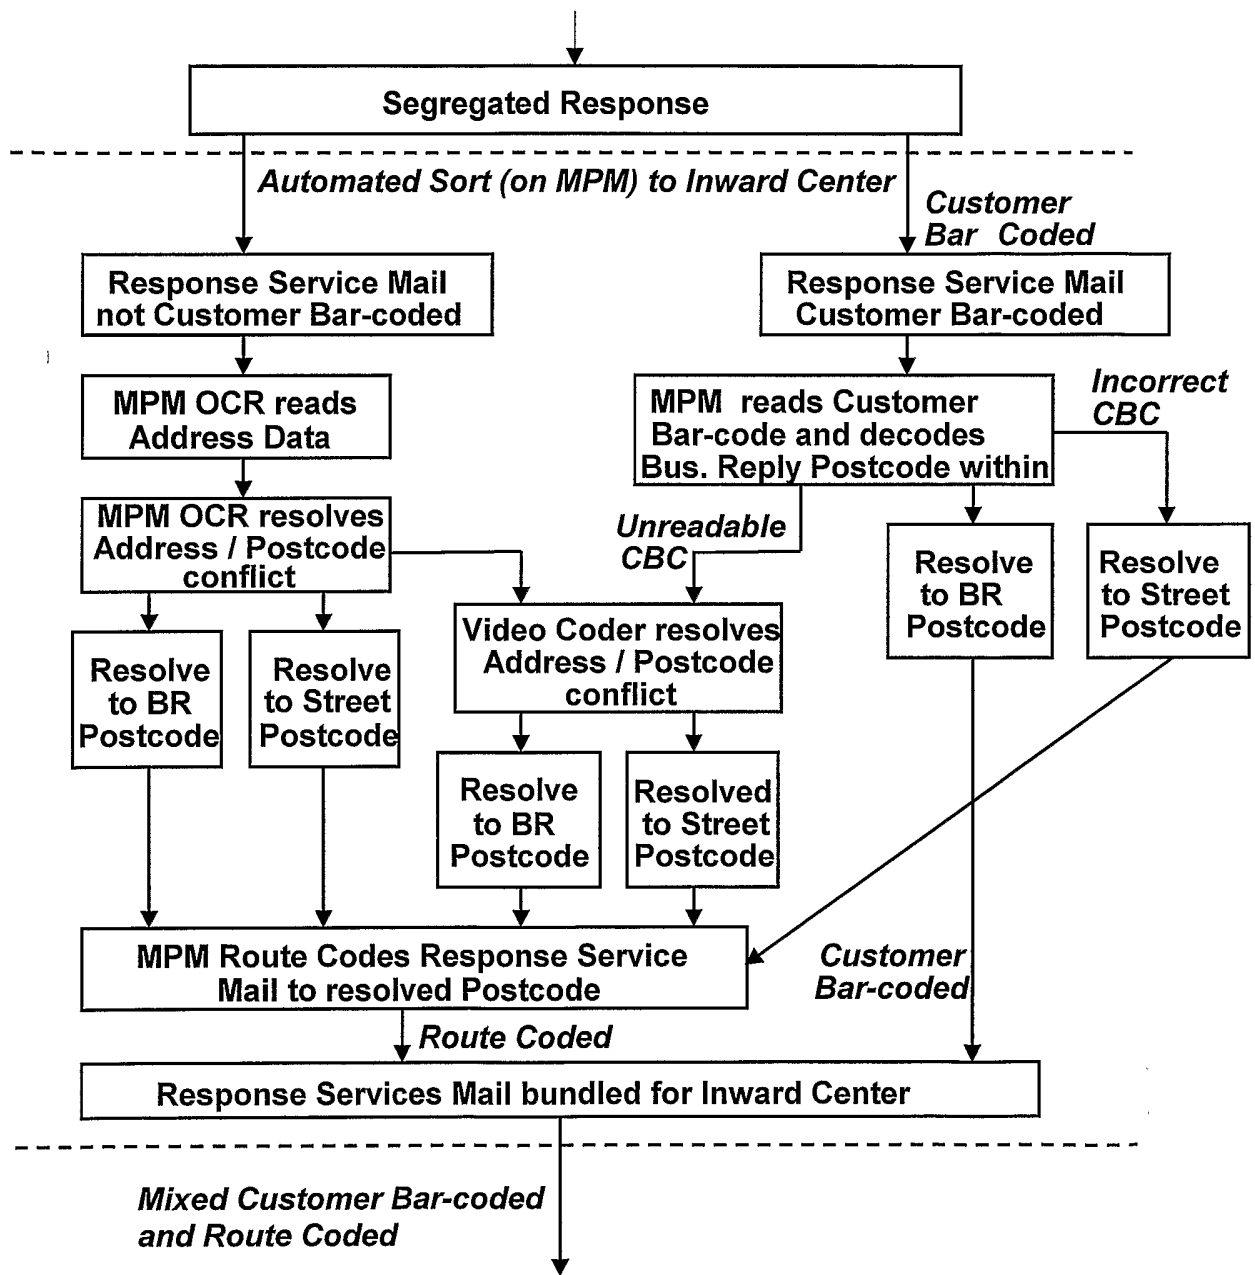 Segregated Response
Automated Sort (on MPM) to Inward Center
Customer
Bar Coded
Response Service Mail
not Customer Bar-coded
Response Service Mail
Customer Bar-coded
MPM OCR reads
Address Data
MPM reads Customer
Bar-code and decodes
Bus. Reply Postcode within
Incorrect
CBC
MPM OCR resolves
Address / Postcode
conflict
Unreadable
CBC
Resolve
to BR
Postcode
Resolve
to Street
Postcode
Resolve
to BR
Postcode
Resolve
to Street
Postcode
Video Coder resolves
Address / Postcode
conflict
Resolve
to BR
Postcode
Resolved
to Street
Postcode
MPM Route Codes Response Service
Mail to resolved Postcode
Customer
Bar-coded
Route Coded
Response Services Mail bundled for Inward Center
Mixed Customer Bar-coded
and Route Coded